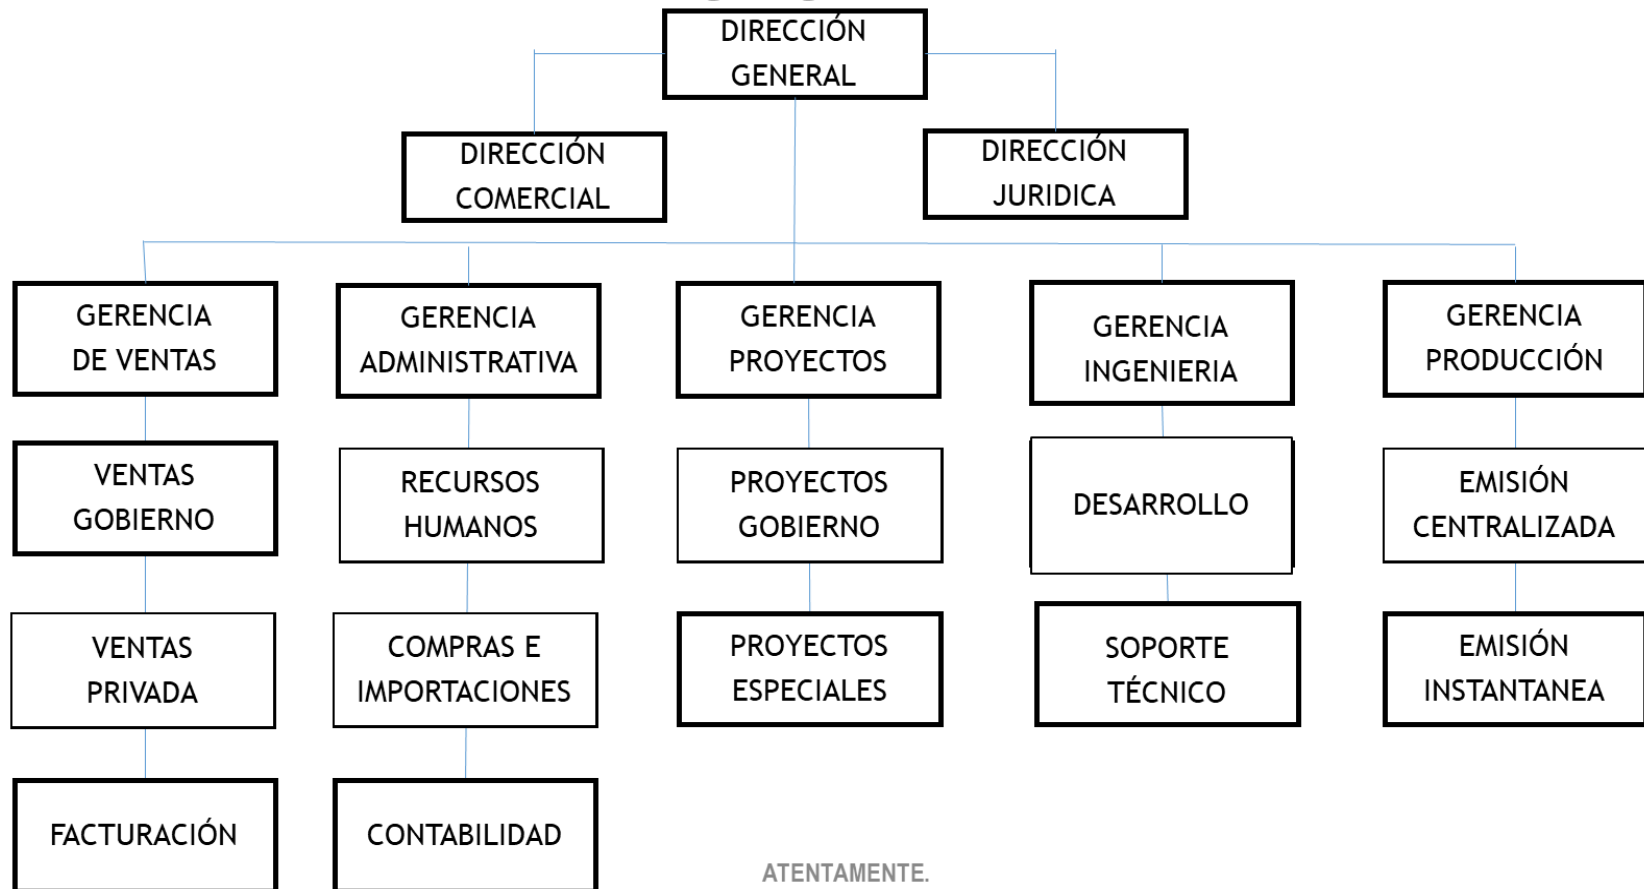 DIRECCIÓN
GENERAL
DIRECCIÓN
COMERCIAL
DIRECCIÓN
JURIDICA
GERENCIA
DE VENTAS
GERENCIA
ADMINISTRATIVA
GERENCIA
PROYECTOS
GERENCIA
INGENIERIA
GERENCIA
PRODUCCIÓN
VENTAS
GOBIERNO
RECURSOS
HUMANOS
PROYECTOS
GOBIERNO
DESARROLLO
EMISIÓN
CENTRALIZADA
VENTAS
PRIVADA
COMPRAS E
IMPORTACIONES
PROYECTOS
ESPECIALES
SOPORTE
TÉCNICO
EMISIÓN
INSTANTANEA
FACTURACIÓN
CONTABILIDAD
ATENTAMENTE.